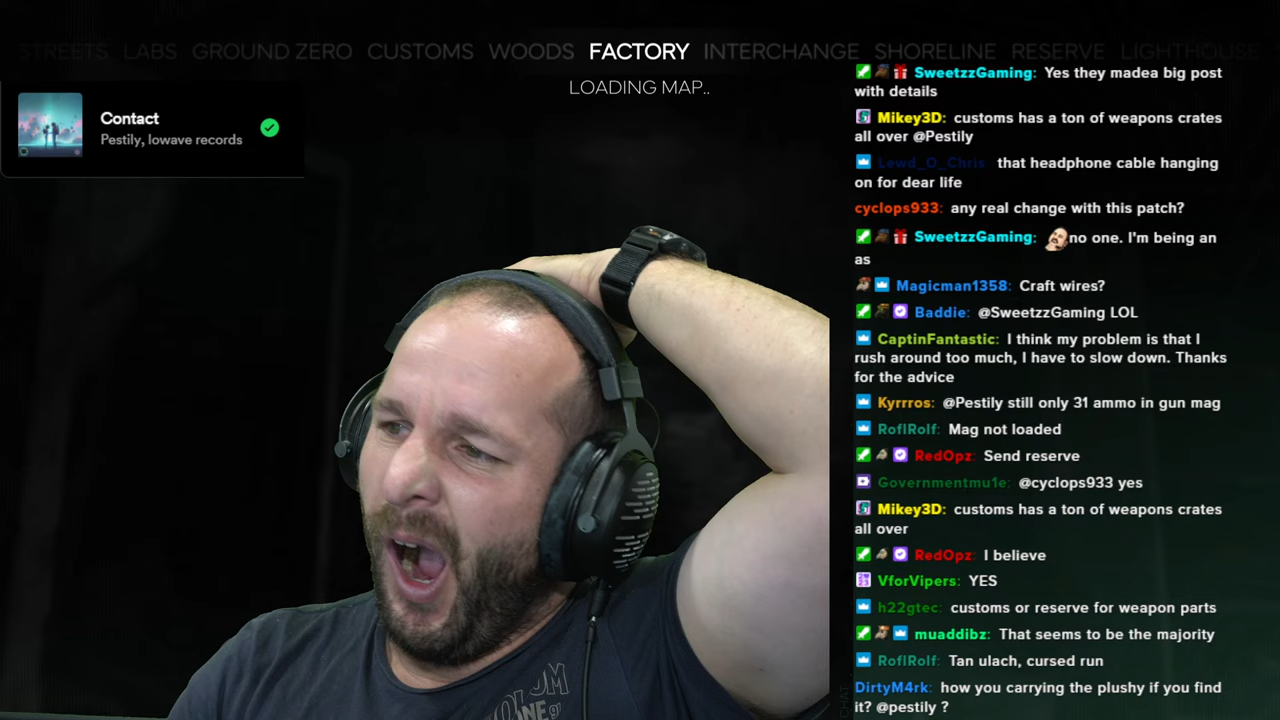 STREETS LABS GROUND ZERO CUSTOMS WOODS FACTORY INTERCHANGE SHORELINE RESERVE LIGHTHOUSE
LOADING MAP..
Contact
Pestily, lowave records
SweetzzGaming: Yes they madea big post
with details
Mikey3D: customs has a ton of weapons crates
all over @Pestily
Lewd_O_Chris: that headphone cable hanging
on for dear life
cyclops933: any real change with this patch?
SweetzzGaming: no one. I'm being an
as
Magicman1358: Craft wires?
Baddie: @SweetzzGaming LOL
CaptinFantastic: I think my problem is that I
rush around too much, I have to slow down. Thanks
for the advice
Kyrrros: @Pestily still only 31 ammo in gun mag
RoflRolf: Mag not loaded
RedOpz: Send reserve
Governmentmu1e: @cyclops933 yes
Mikey3D: customs has a ton of weapons crates
all over
RedOpz: I believe
VforVipers: YES
h22gtec: customs or reserve for weapon parts
muaddibz: That seems to be the majority
RoflRolf: Tan ulach, cursed run
DirtyM4rk: how you carrying the plushy if you find
it? @pestily ?
CHAT